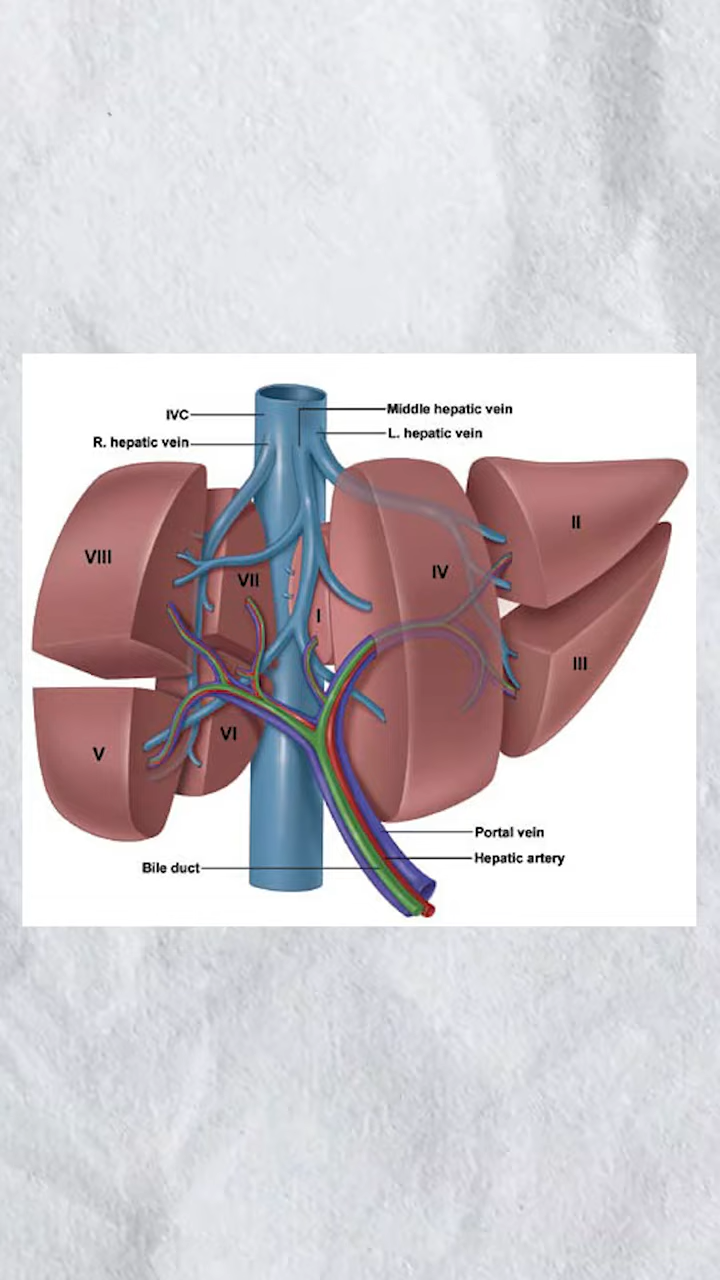 IVC
Middle hepatic vein
R. hepatic vein
L. hepatic vein
VIII
VII
I
IV
II
III
V
VI
Portal vein
Hepatic artery
Bile duct